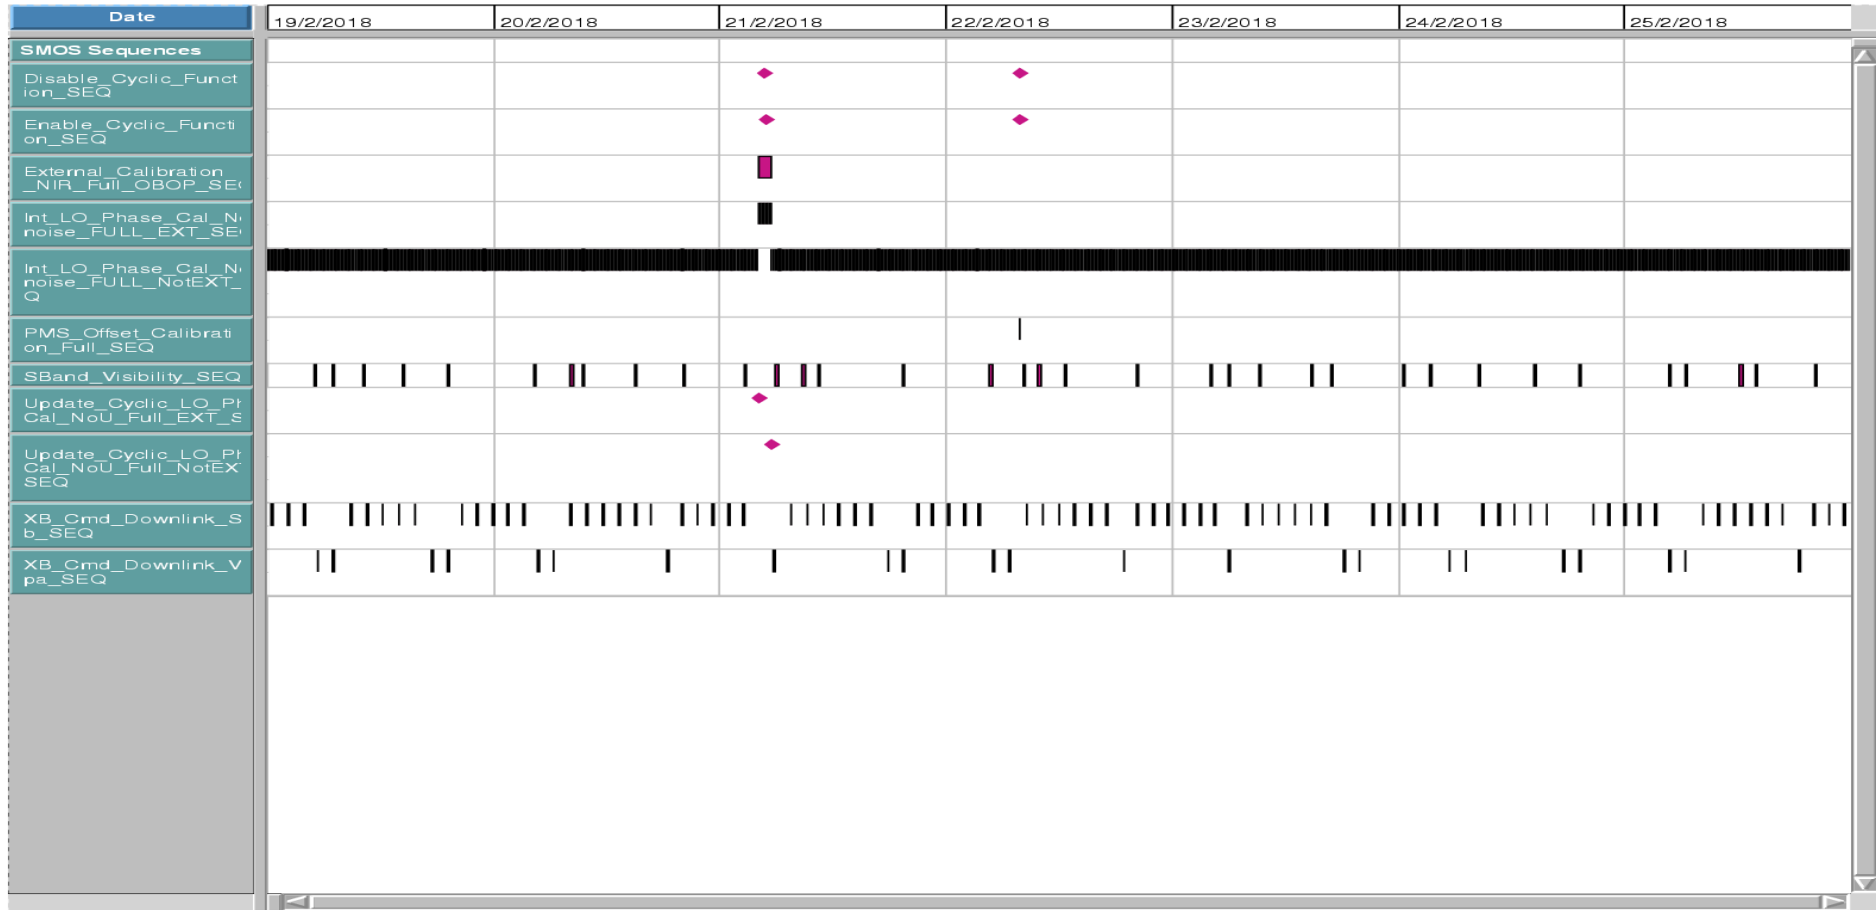 Date
19/2/2018 20/2/2018 21/2/2018 22/2/2018 23/2/2018 24/2/2018 25/2/2018
SMOS Sequences
Disable_Cyclic_Funct
ion_SEQ
Enable_Cyclic_Functi
on_SEQ
External_Calibration
_NIR_Full_OBOP_SE
Int_LO_Phase_Cal_N
noise_FULL_EXT_SE
Int_LO_Phase_Cal_N
noise_FULL_NotEXT_
Q
PMS_Offset_Calibrati
on_Full_SEQ
SBand_Visibility_SEQ
Update_Cyclic_LO_P
Cal_NoU_Full_EXT_S
Update_Cyclic_LO_P
Cal_NoU_Full_NotEX
SEQ
XB_Cmd_Downlink_S
b_SEQ
XB_Cmd_Downlink_V
pa_SEQ